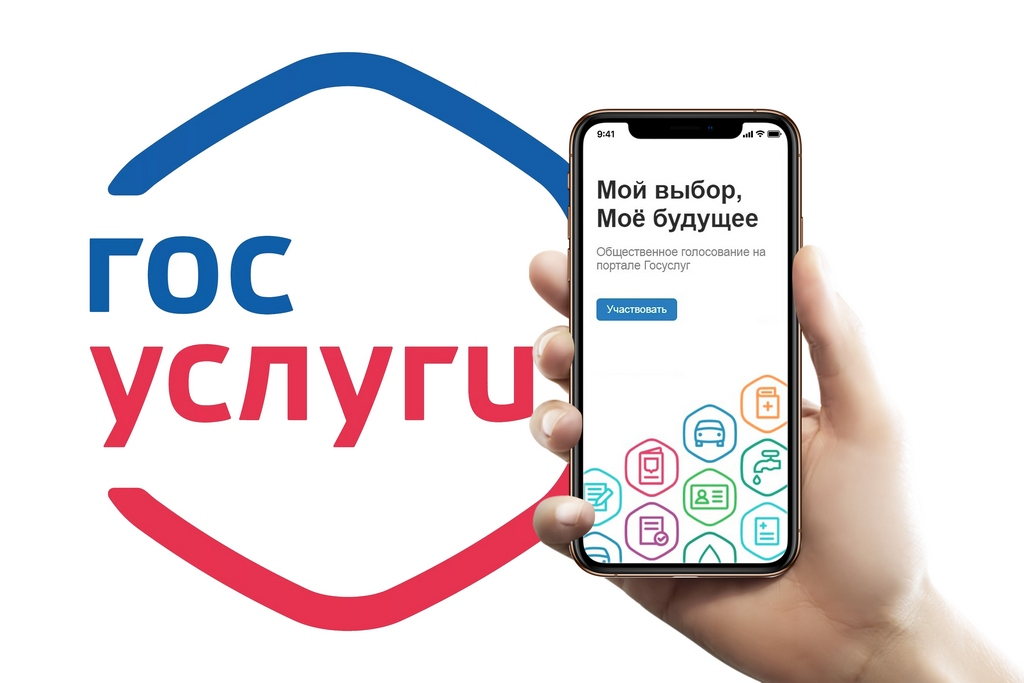 гос
услуги
9:41
Мой выбор,
Моё будущее
Общественное голосование на
портале Госуслуг
Участвовать